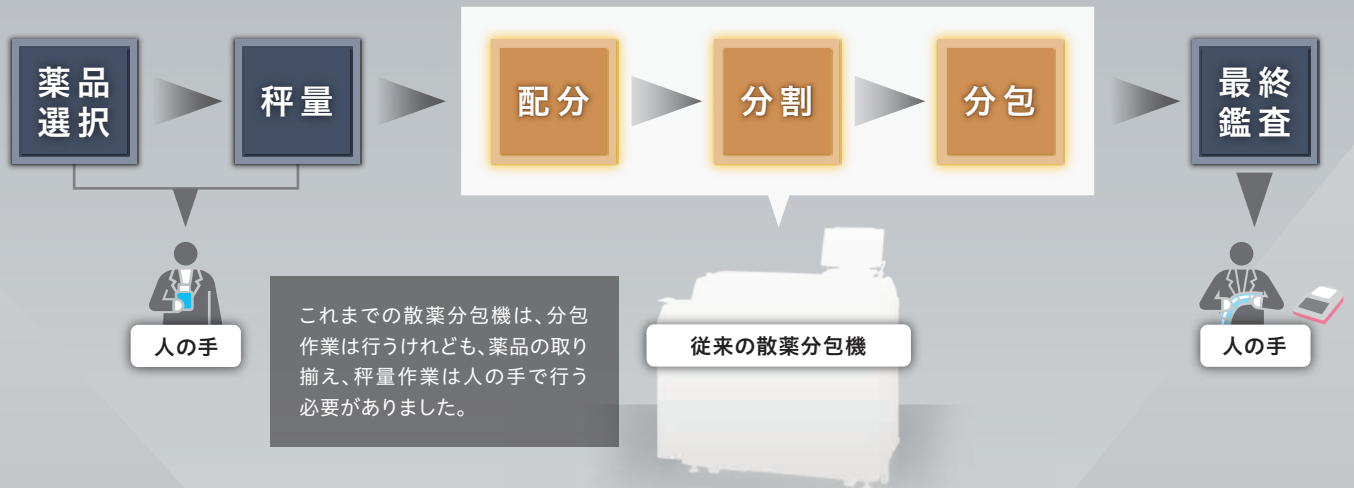 薬品
選択
秤量
配分
分割
分包
最終
鑑査
人の手
これまでの散薬分包機は、分包
作業は行うけれども、薬品の取り
揃え、秤量作業は人の手で行う
必要がありました。
従来の散薬分包機
人の手